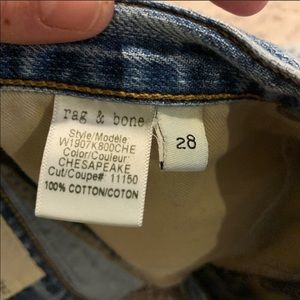 rag & bone
Style/Modèle:
W1907K800CHE
Color/Couleur:
CHESAPEAKE
Cut/Coupe# 11150
100% COTTON/COTON
28